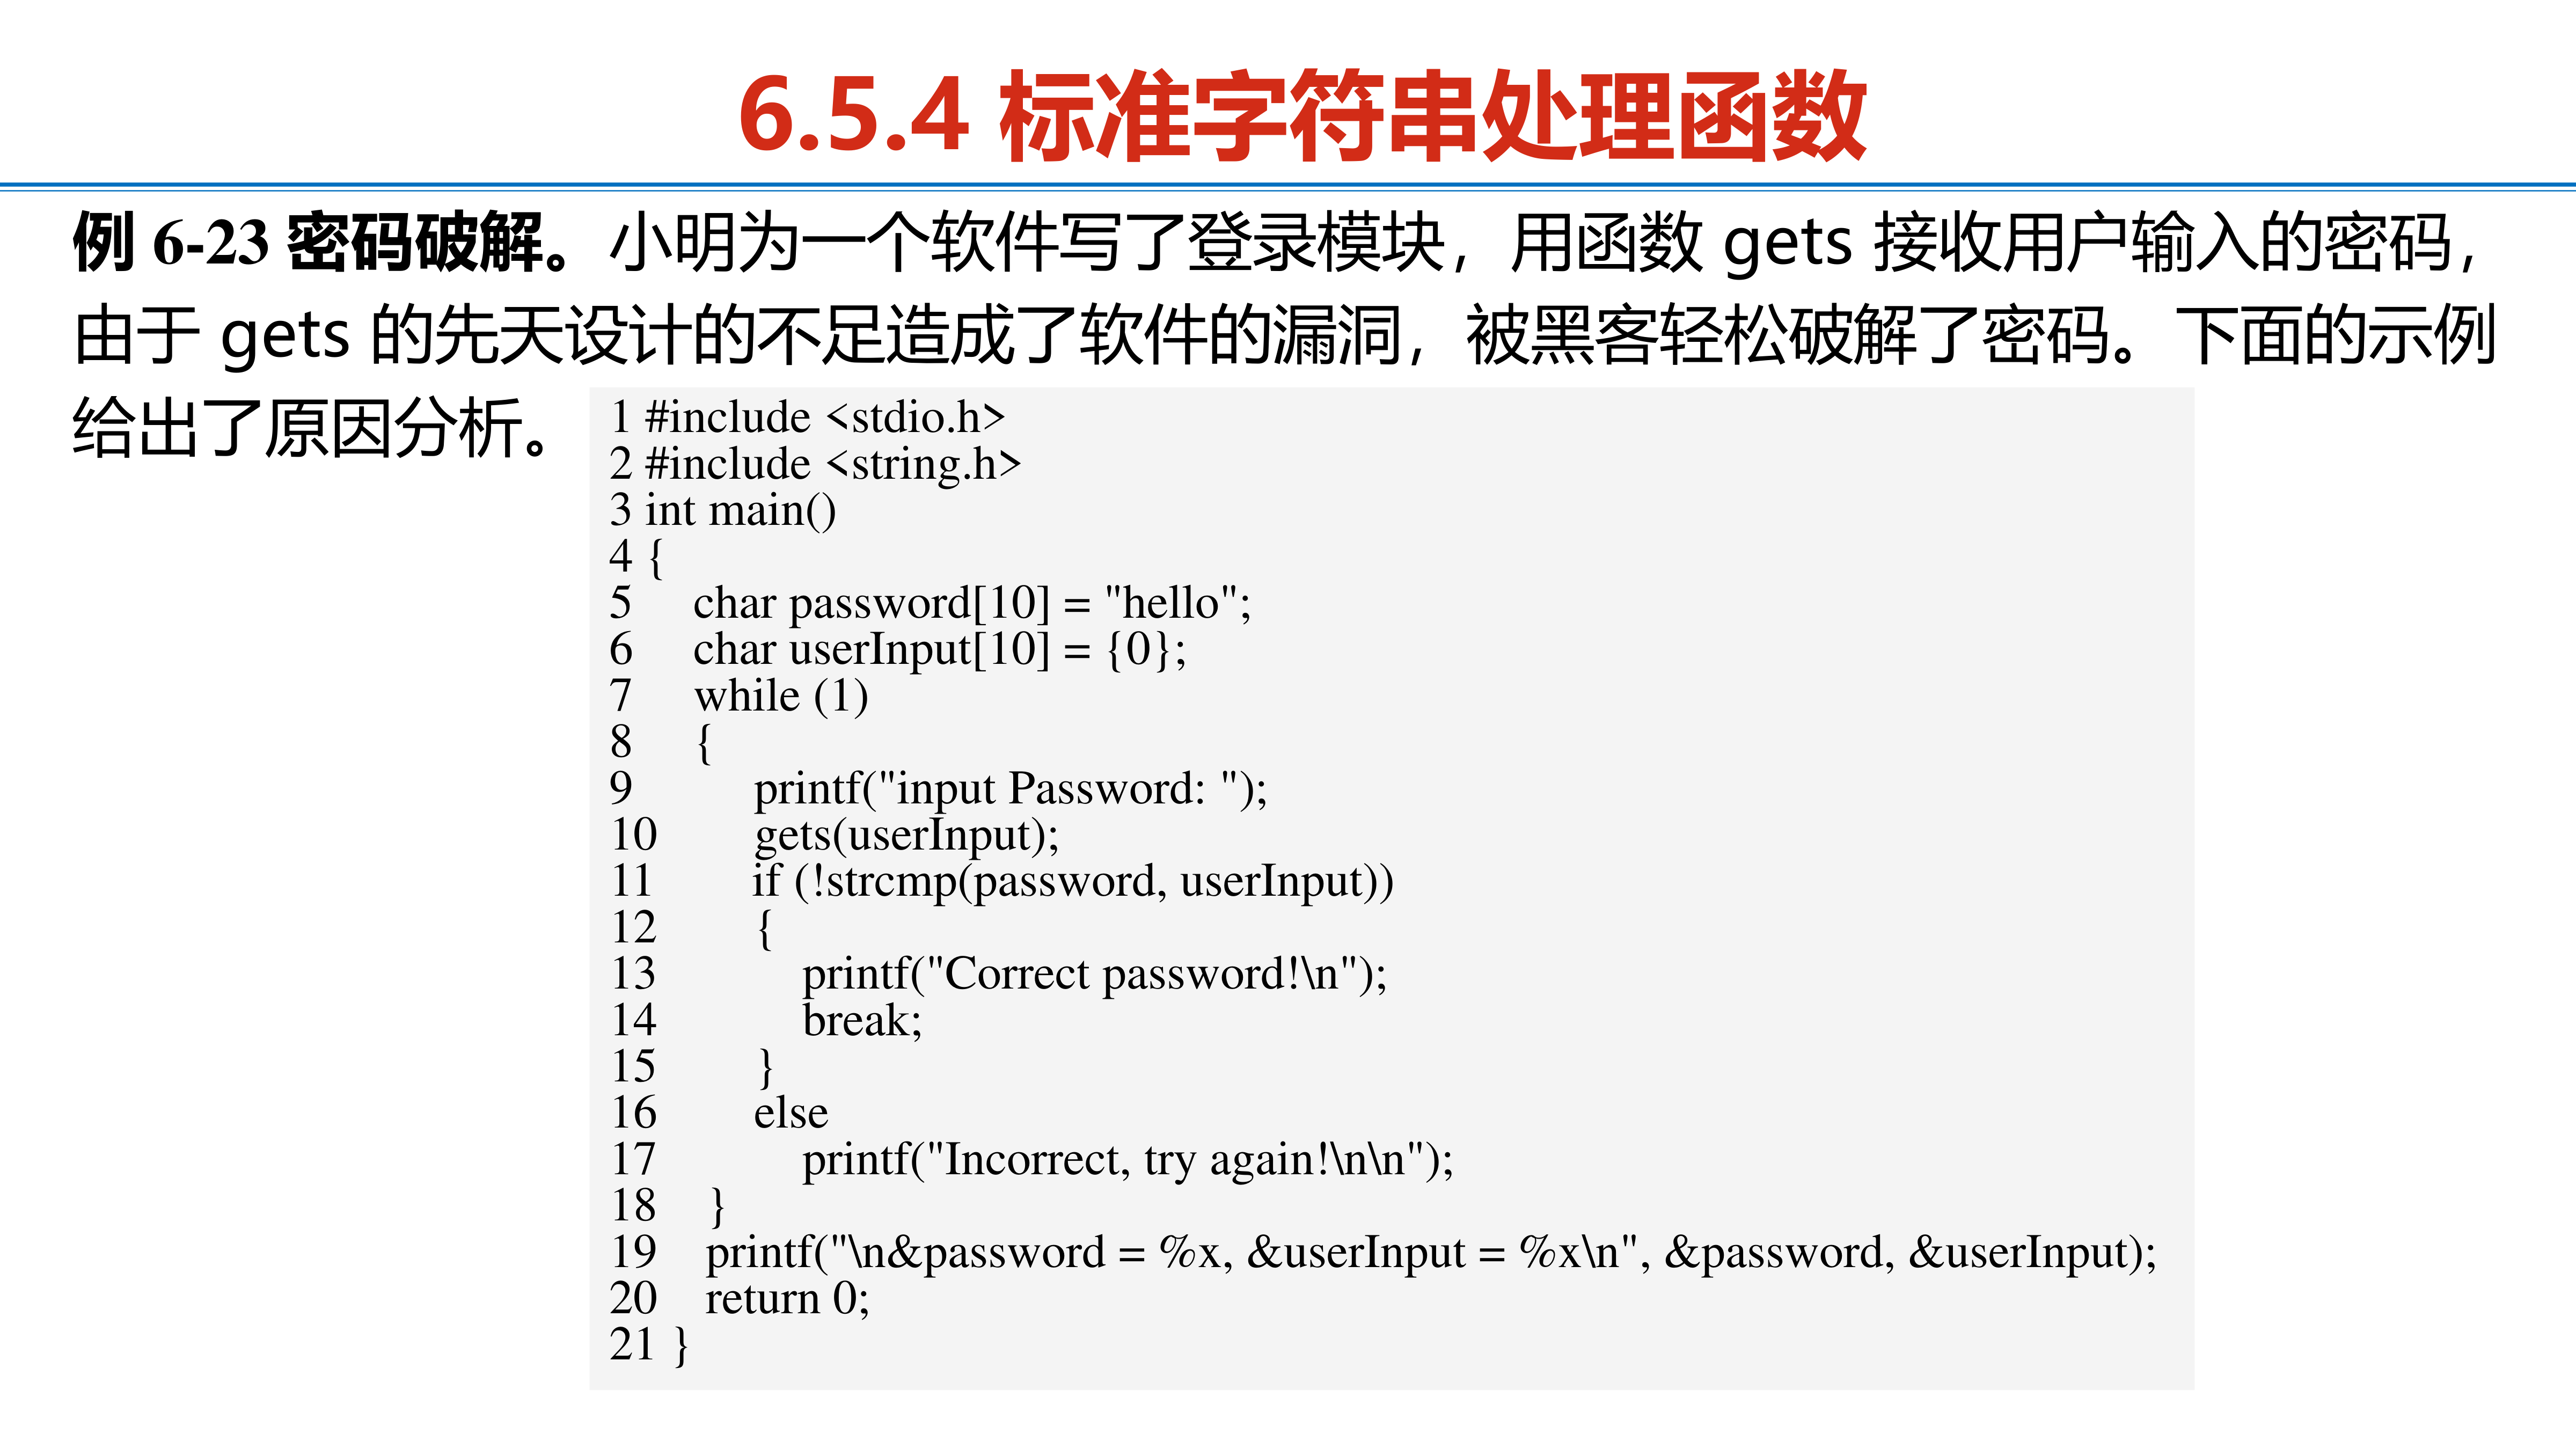 6.5.4 标准字符串处理函数
例 6-23 密码破解。小明为一个软件写了登录模块，用函数 gets 接收用户输入的密码，
由于 gets 的先天设计的不足造成了软件的漏洞，被黑客轻松破解了密码。下面的示例
给出了原因分析。
1 #include <stdio.h>
2 #include <string.h>
3 int main()
4 {
5     char password[10] = "hello";
6     char userInput[10] = {0};
7     while (1)
8     {
9         printf("input Password: ");
10        gets(userInput);
11        if (!strcmp(password, userInput))
12        {
13            printf("Correct password!\n");
14            break;
15        }
16        else
17            printf("Incorrect, try again!\n\n");
18    }
19    printf("\n&password = %x, &userInput = %x\n", &password, &userInput);
20    return 0;
21 }